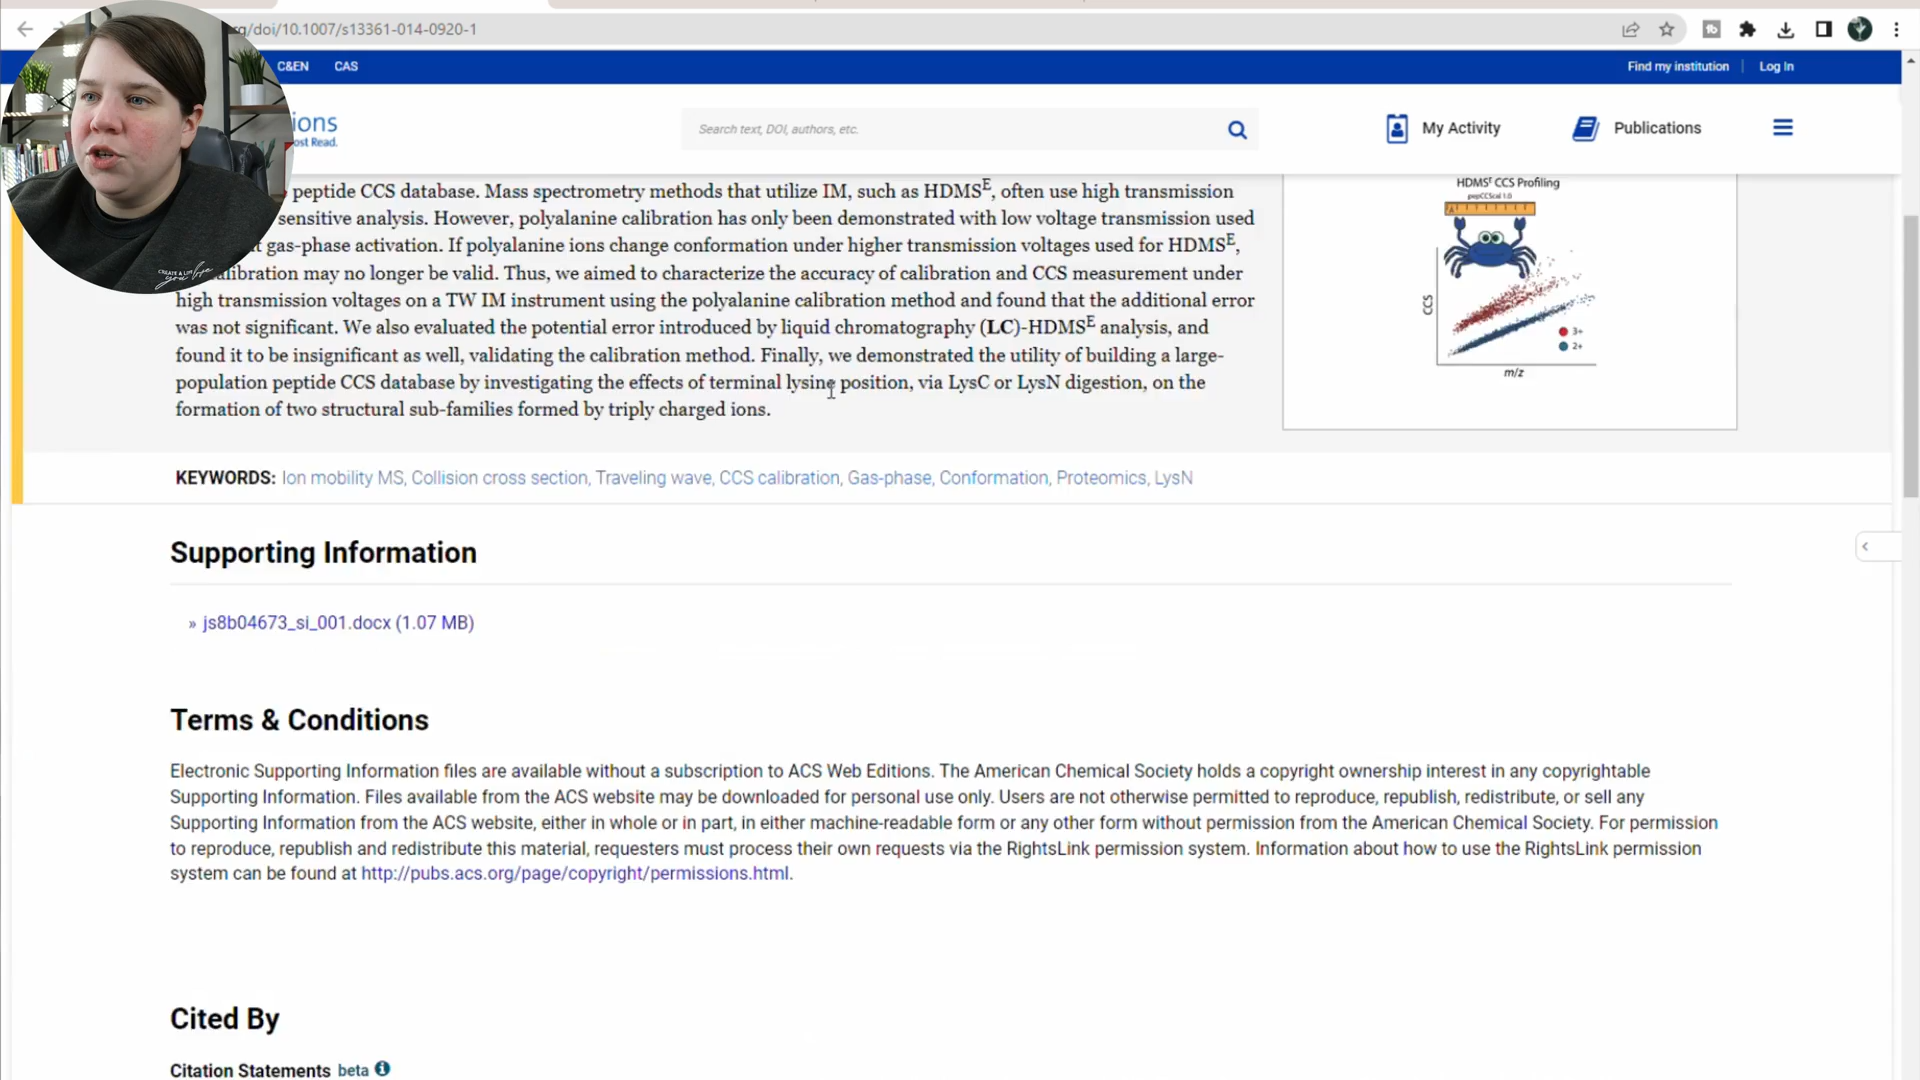 rg/doi/10.1007/s13361-014-0920-1
C&EN CAS Find my institution Log In
ions
ost Read.
Search text, DOI, authors, etc.
My Activity Publications
peptide CCS database. Mass spectrometry methods that utilize IM, such as HDMSE, often use high transmission
sensitive analysis. However, polyalanine calibration has only been demonstrated with low voltage transmission used
gas-phase activation. If polyalanine ions change conformation under higher transmission voltages used for HDMSE,
libration may no longer be valid. Thus, we aimed to characterize the accuracy of calibration and CCS measurement under
high transmission voltages on a TW IM instrument using the polyalanine calibration method and found that the additional error
was not significant. We also evaluated the potential error introduced by liquid chromatography (LC)-HDMSE analysis, and
found it to be insignificant as well, validating the calibration method. Finally, we demonstrated the utility of building a large-
population peptide CCS database by investigating the effects of terminal lysine position, via LysC or LysN digestion, on the
formation of two structural sub-families formed by triply charged ions.
HDMSE CCS Profiling
pepCCScal 1.0
CCS
3+
2+
m/z
CREATE A LIFE
you love
KEYWORDS: Ion mobility MS, Collision cross section, Traveling wave, CCS calibration, Gas-phase, Conformation, Proteomics, LysN
Supporting Information
» js8b04673_si_001.docx (1.07 MB)
Terms & Conditions
Electronic Supporting Information files are available without a subscription to ACS Web Editions. The American Chemical Society holds a copyright ownership interest in any copyrightable
Supporting Information. Files available from the ACS website may be downloaded for personal use only. Users are not otherwise permitted to reproduce, republish, redistribute, or sell any
Supporting Information from the ACS website, either in whole or in part, in either machine-readable form or any other form without permission from the American Chemical Society. For permission
to reproduce, republish and redistribute this material, requesters must process their own requests via the RightsLink permission system. Information about how to use the RightsLink permission
system can be found at http://pubs.acs.org/page/copyright/permissions.html.
Cited By
Citation Statements beta